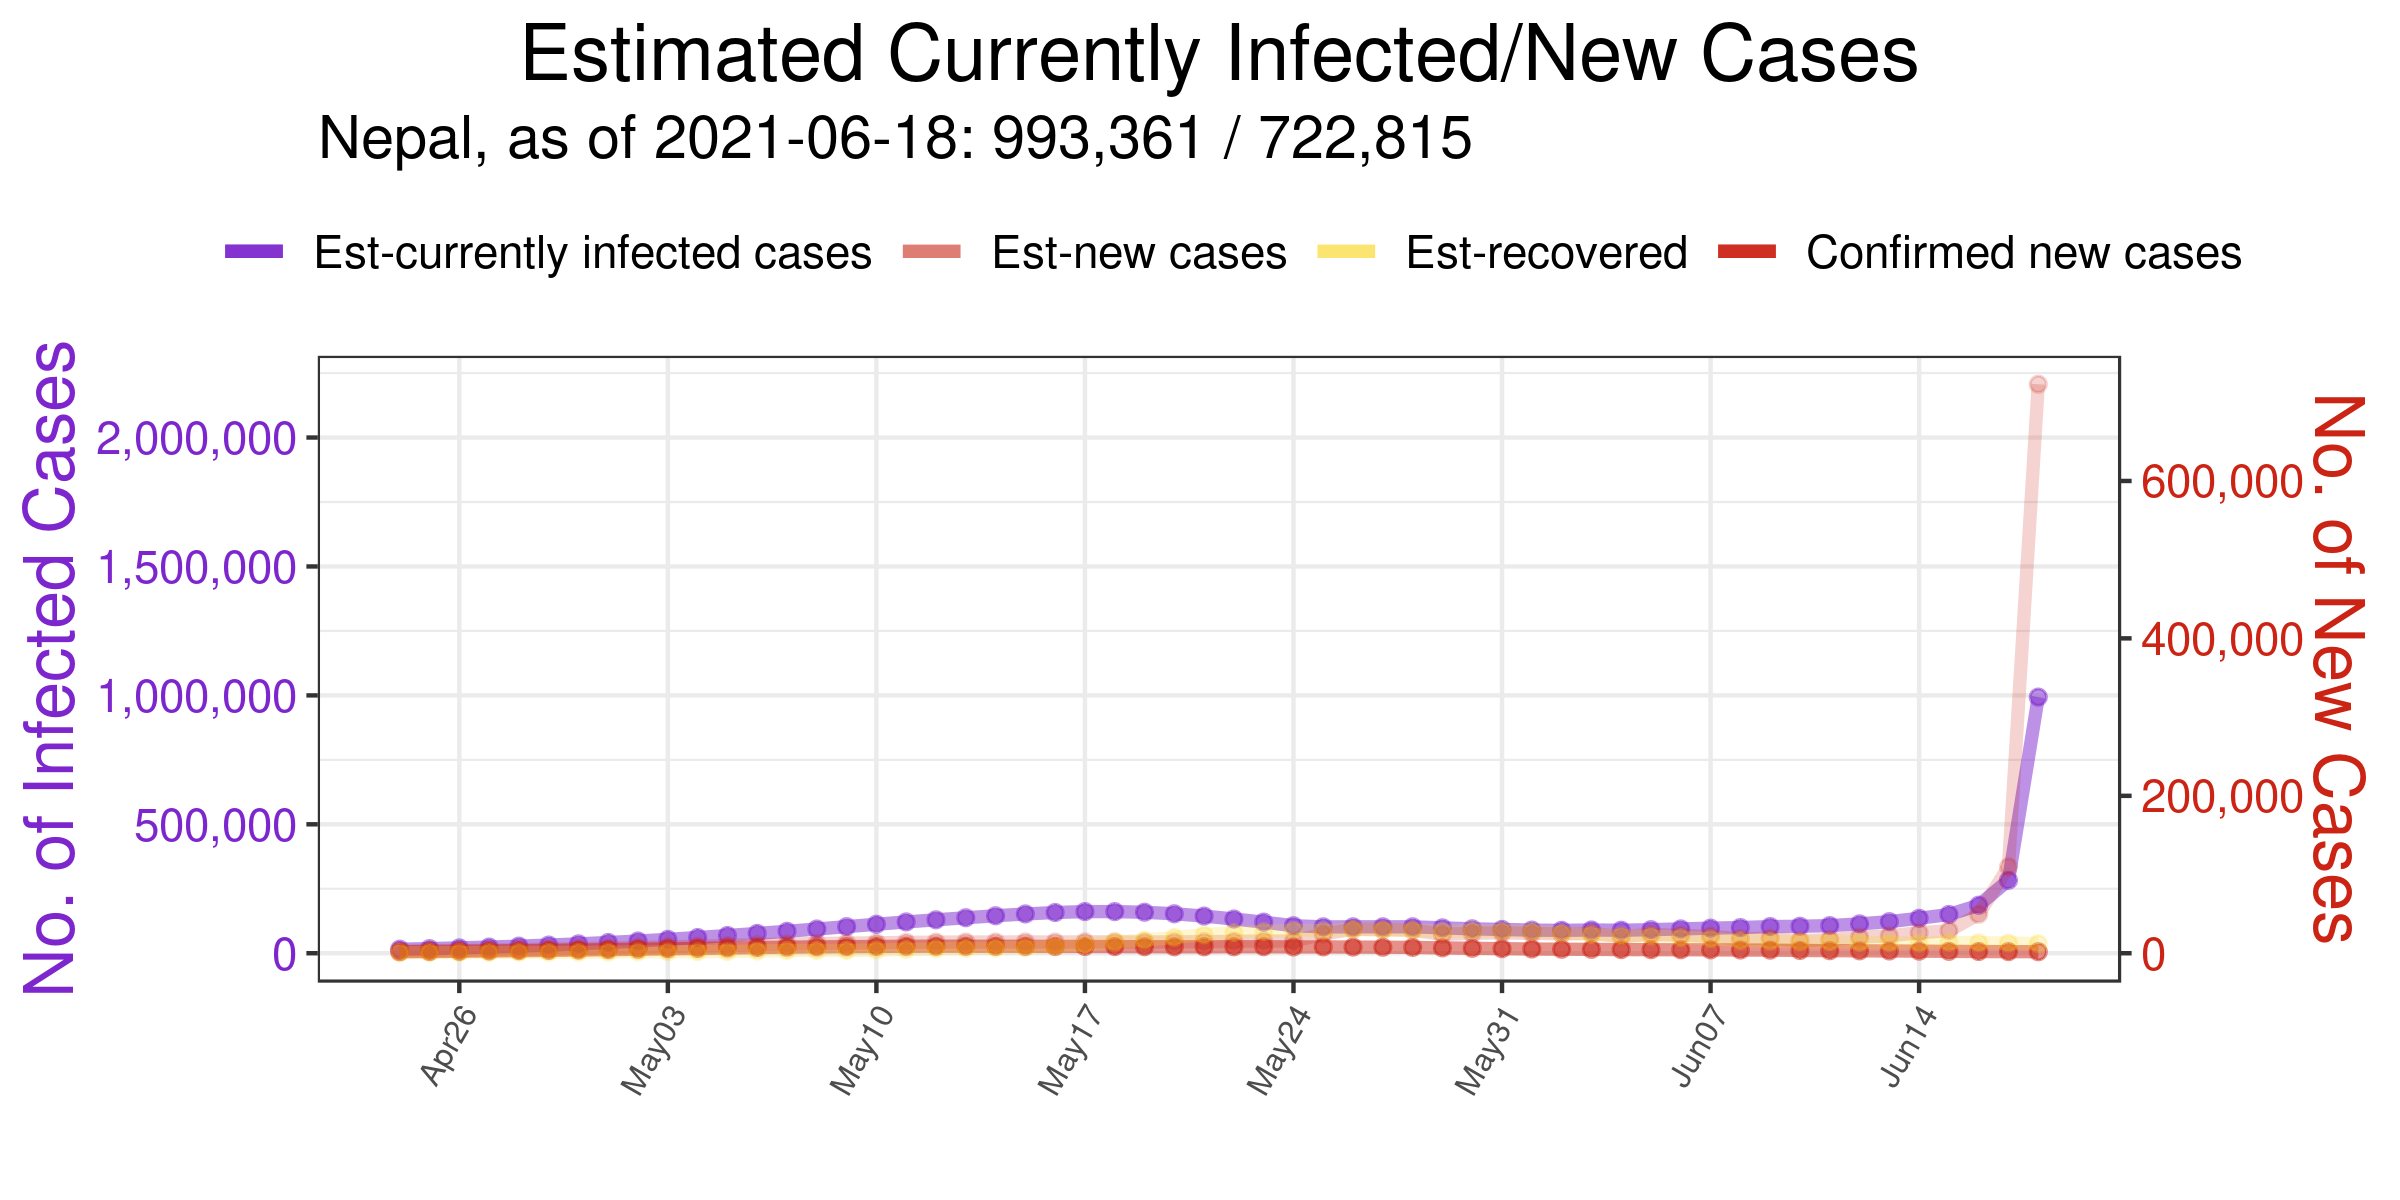 Estimated Currently Infected/New Cases
Nepal, as of 2021-06-18: 993,361 / 722,815
Est-currently infected cases Est-new cases Est-recovered Confirmed new cases
No. of Infected Cases
2,000,000
1,500,000
1,000,000
500,000
0
600,000
400,000
200,000
0
No. of New Cases
Apr26 May03 May10 May17 May24 May31 Jun07 Jun14